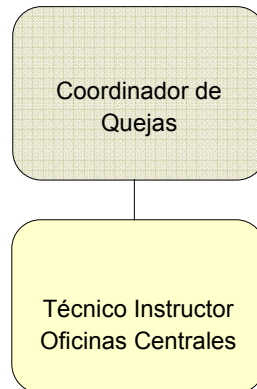 Coordinador de
Quejas
Técnico Instructor
Oficinas Centrales